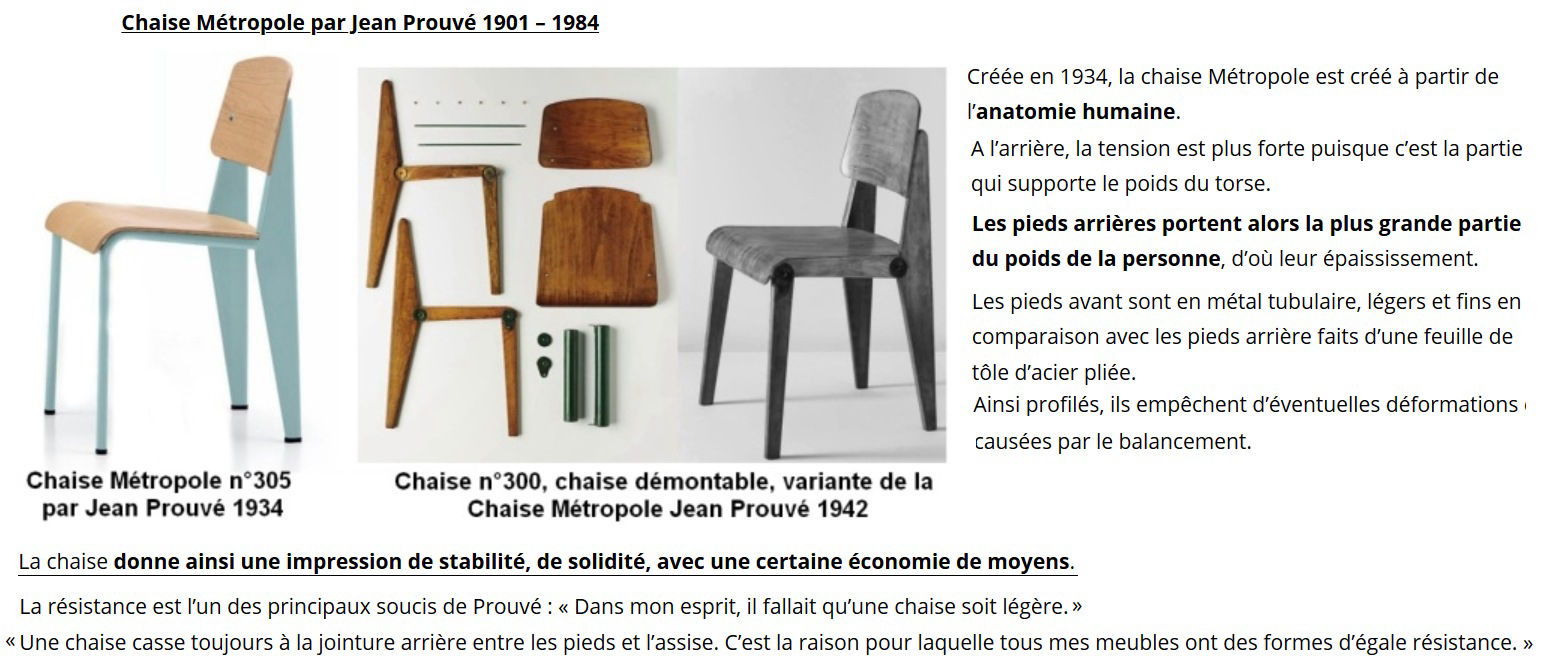 Chaise Métropole par Jean Prouvé 1901 – 1984
Créée en 1934, la chaise Métropole est créé à partir de
l’anatomie humaine.
A l’arrière, la tension est plus forte puisque c’est la partie
qui supporte le poids du torse.
Les pieds arrières portent alors la plus grande partie
du poids de la personne, d’où leur épaississement.
Les pieds avant sont en métal tubulaire, légers et fins en
comparaison avec les pieds arrière faits d’une feuille de
tôle d’acier pliée.
Ainsi profilés, ils empêchent d’éventuelles déformations
causées par le balancement.
Chaise Métropole n°305
par Jean Prouvé 1934
Chaise n°300, chaise démontable, variante de la
Chaise Métropole Jean Prouvé 1942
La chaise donne ainsi une impression de stabilité, de solidité, avec une certaine économie de moyens.
La résistance est l’un des principaux soucis de Prouvé : « Dans mon esprit, il fallait qu’une chaise soit légère. »
« Une chaise casse toujours à la jointure arrière entre les pieds et l’assise. C’est la raison pour laquelle tous mes meubles ont des formes d’égale résistance. »